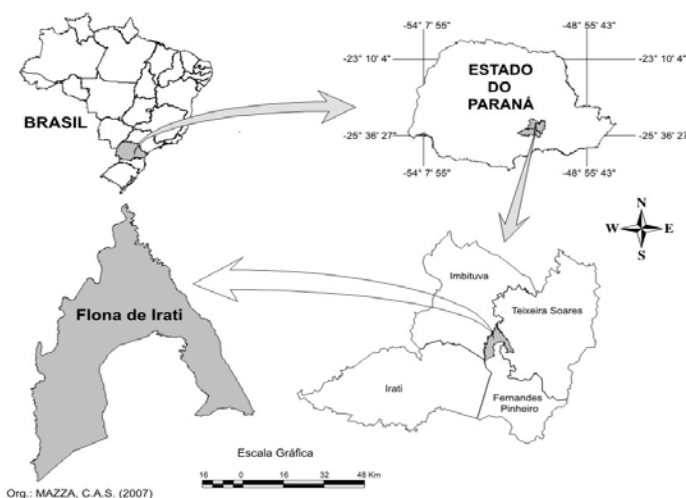 BRASIL
-54° 7' 55"
-48° 55' 43"
-23° 10' 4"
-23° 10' 4"
ESTADO
DO
PARANÁ
-25° 36' 27"
-25° 36' 27"
-54° 7' 55"
-48° 55' 43"
N
W
E
S
Imbituva
Teixeira Soares
Flona de Irati
Irati
Fernandes
Pinheiro
Escala Gráfica
16 0 16 32 48 Km
Org.: MAZZA, C.A.S. (2007)